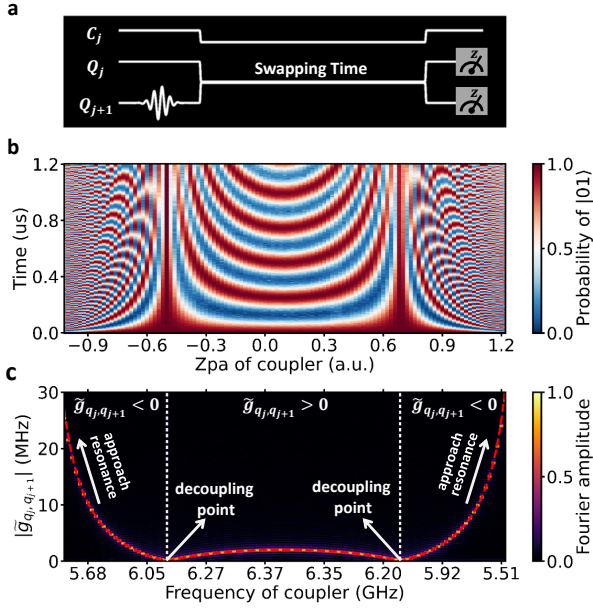 a
C_j
Q_j
Swapping Time
Q_{j+1}
z
z
b
1.2
0.8
0.4
0.0
Time (us)
−0.9 −0.6 −0.3 0.0 0.3 0.6 0.9 1.2
Zpa of coupler (a.u.)
1.0
0.5
0.0
Probability of |01⟩
c
30
20
10
0
|g̃_{q_j,q_{j+1}}| (MHz)
g̃_{q_j,q_{j+1}} < 0
g̃_{q_j,q_{j+1}} > 0
g̃_{q_j,q_{j+1}} < 0
approach
resonance
decoupling
point
decoupling
point
approach
resonance
5.68 6.05 6.27 6.37 6.35 6.20 5.92 5.51
Frequency of coupler (GHz)
1.0
0.5
0.0
Fourier amplitude